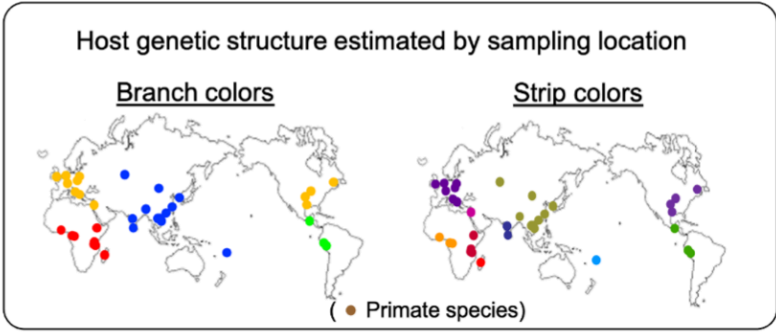 Host genetic structure estimated by sampling location
Branch colors
Strip colors
( Primate species)